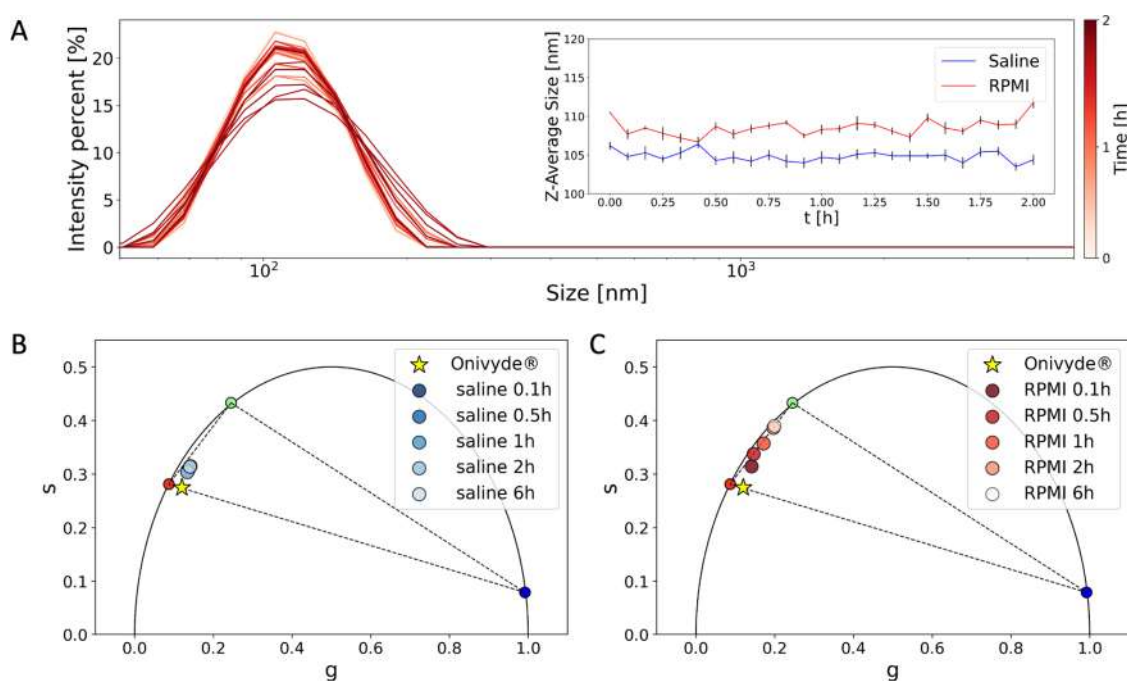 A
Intensity percent [%]
20
15
10
5
0
10²
10³
Size [nm]
Z-Average Size [nm]
120
115
110
105
100
0.00 0.25 0.50 0.75 1.00 1.25 1.50 1.75 2.00
t [h]
Saline
RPMI
2
1
0
Time [h]
B
s
0.5
0.4
0.3
0.2
0.1
0.0
0.0 0.2 0.4 0.6 0.8 1.0
g
Onivyde®
saline 0.1h
saline 0.5h
saline 1h
saline 2h
saline 6h
C
s
0.5
0.4
0.3
0.2
0.1
0.0
0.0 0.2 0.4 0.6 0.8 1.0
g
Onivyde®
RPMI 0.1h
RPMI 0.5h
RPMI 1h
RPMI 2h
RPMI 6h